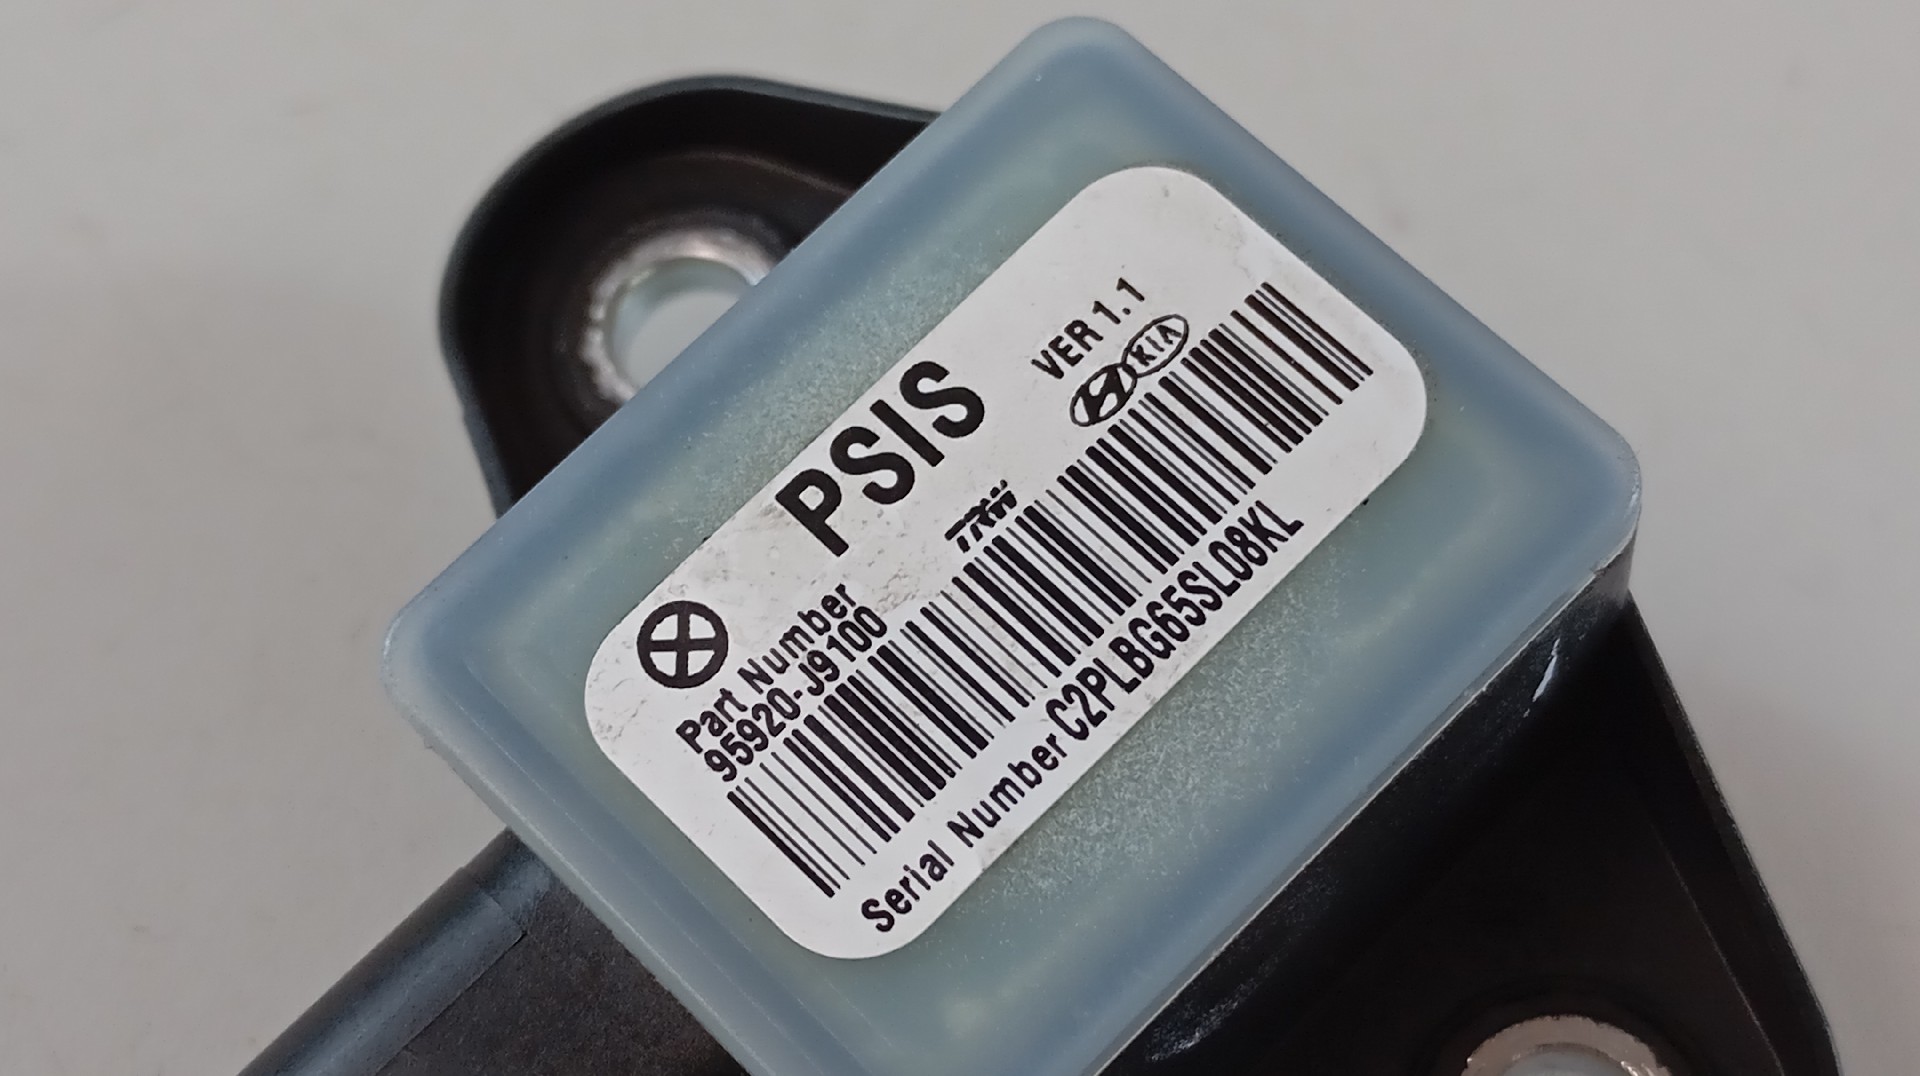 PSIS
VER 1.1
KIA
TRW
Part Number
95920-J9100
Serial Number C2PLBG65SL08KL